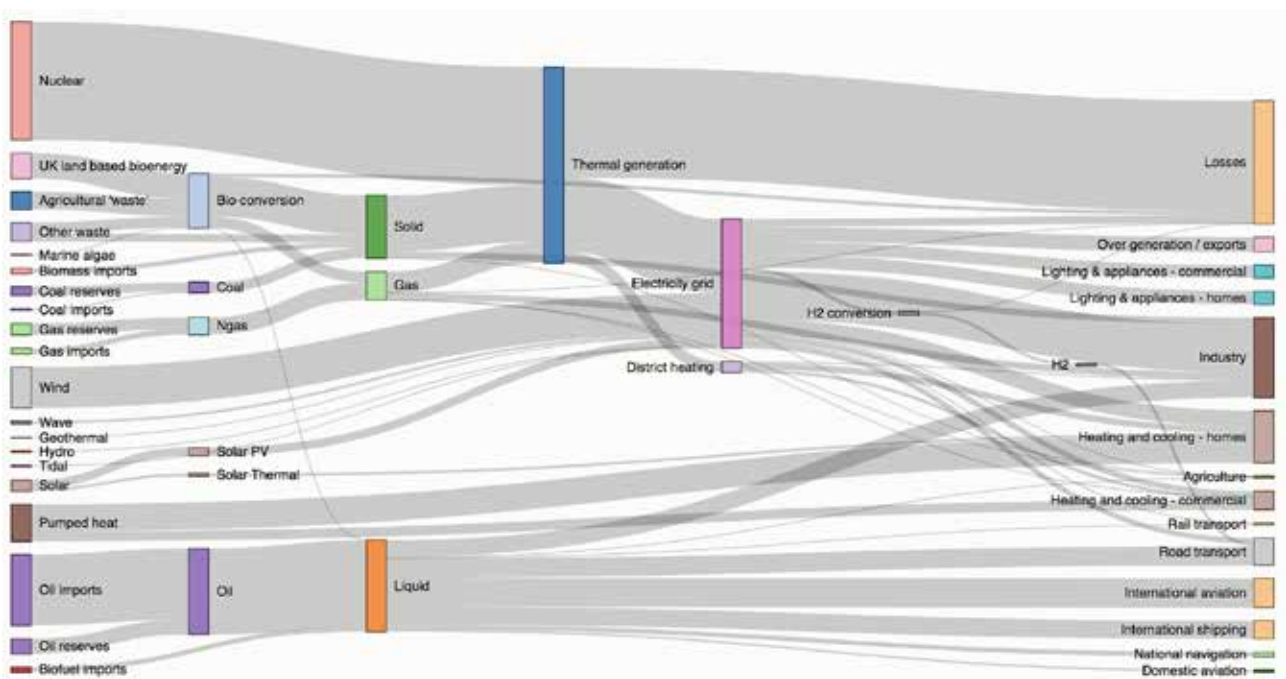 Nuclear
UK land based bioenergy
Agricultural 'waste'
Other waste
Marine algae
Biomass imports
Coal reserves
Coal imports
Gas reserves
Gas imports
Wind
Wave
Geothermal
Hydro
Tidal
Solar
Pumped heat
Oil imports
Oil reserves
Biofuel imports
Bio-conversion
Coal
Ngas
Solar PV
Solar Thermal
Oil
Solid
Gas
Liquid
Thermal generation
Electricity grid
District heating
H2 conversion
H2
Losses
Over generation / exports
Lighting & appliances - commercial
Lighting & appliances - homes
Industry
Heating and cooling - homes
Agriculture
Heating and cooling - commercial
Rail transport
Road transport
International aviation
International shipping
National navigation
Domestic aviation